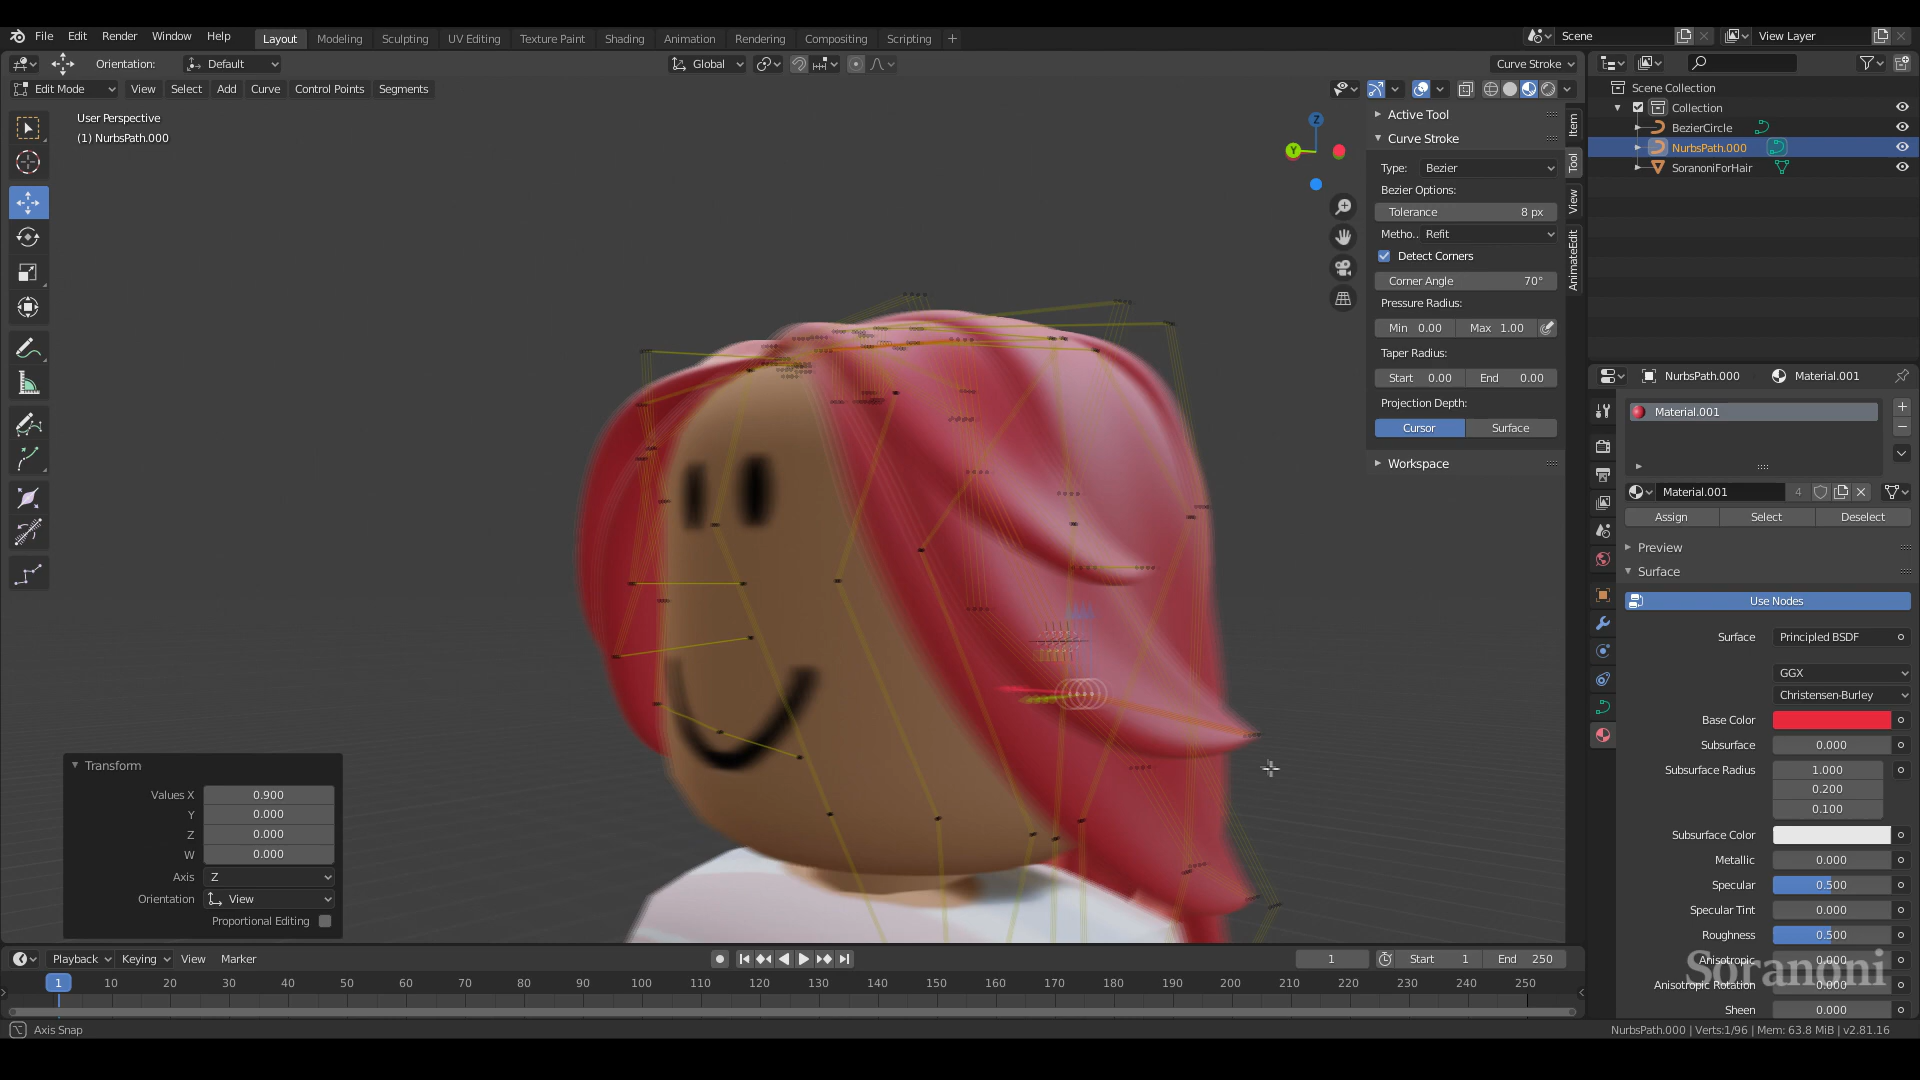 File Edit Render Window Help Layout Modeling Sculpting UV Editing Texture Paint Shading Animation Rendering Compositing Scripting + Scene View Layer
Orientation: Default Global Curve Stroke
Edit Mode View Select Add Curve Control Points Segments
User Perspective
(1) NurbsPath.000
Z
Y
Active Tool
Curve Stroke
Type: Bezier
Bezier Options:
Tolerance 8 px
Metho.. Refit
Detect Corners
Corner Angle 70°
Pressure Radius:
Min 0.00 Max 1.00
Taper Radius:
Start 0.00 End 0.00
Projection Depth:
Cursor Surface
Workspace
Item
Tool
View
AnimateEdit
Scene Collection
Collection
BezierCircle
NurbsPath.000
SoranoniForHair
NurbsPath.000 Material.001
Material.001
Material.001 4
Assign Select Deselect
Preview
Surface
Use Nodes
Surface Principled BSDF
GGX
Christensen-Burley
Base Color
Subsurface 0.000
Subsurface Radius 1.000
0.200
0.100
Subsurface Color
Metallic 0.000
Specular 0.500
Specular Tint 0.000
Roughness 0.500
Anisotropic 0.000
Anisotropic Rotation 0.000
Sheen 0.000
Soranoni
Transform
Values X 0.900
Y 0.000
Z 0.000
W 0.000
Axis Z
Orientation View
Proportional Editing
Playback Keying View Marker 1 Start 1 End 250
1 10 20 30 40 50 60 70 80 90 100 110 120 130 140 150 160 170 180 190 200 210 220 230 240 250
Axis Snap
NurbsPath.000 | Verts:1/96 | Mem: 63.8 MiB | v2.81.16